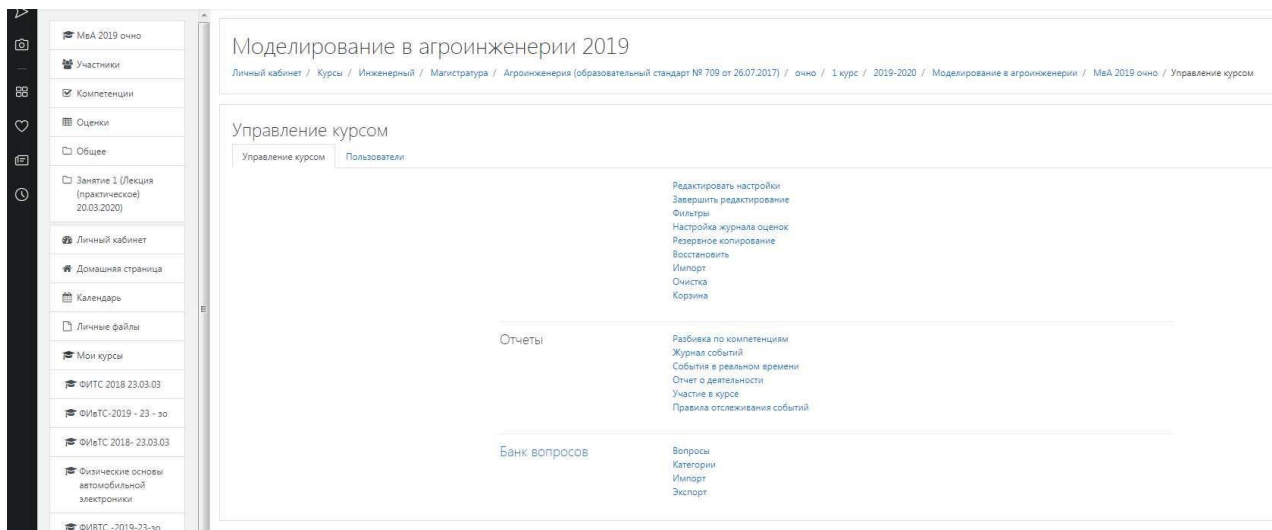 МвА 2019 очно
Участники
Компетенции
Оценки
Общее
Занятие 1 (Лекция
(практическое)
20.03.2020)
Личный кабинет
Домашняя страница
Календарь
Личные файлы
Мои курсы
ФИТС 2018 23.03.03
ФИвТС-2019 - 23 - зо
ФИвТС 2018- 23.03.03
Физические основы
автомобильной
электроники
ФИВТС -2019-23-зо
Моделирование в агроинженерии 2019
Личный кабинет / Курсы / Инженерный / Магистратура / Агроинженерия (образовательный стандарт № 709 от 26.07.2017) / очно / 1 курс / 2019-2020 / Моделирование в агроинженерии / МвА 2019 очно / Управление курсом
Управление курсом
Управление курсом Пользователи
Редактировать настройки
Завершить редактирование
Фильтры
Настройка журнала оценок
Резервное копирование
Восстановить
Импорт
Очистка
Корзина
Отчеты
Разбивка по компетенциям
Журнал событий
События в реальном времени
Отчет о деятельности
Участие в курсе
Правила отслеживания событий
Банк вопросов
Вопросы
Категории
Импорт
Экспорт